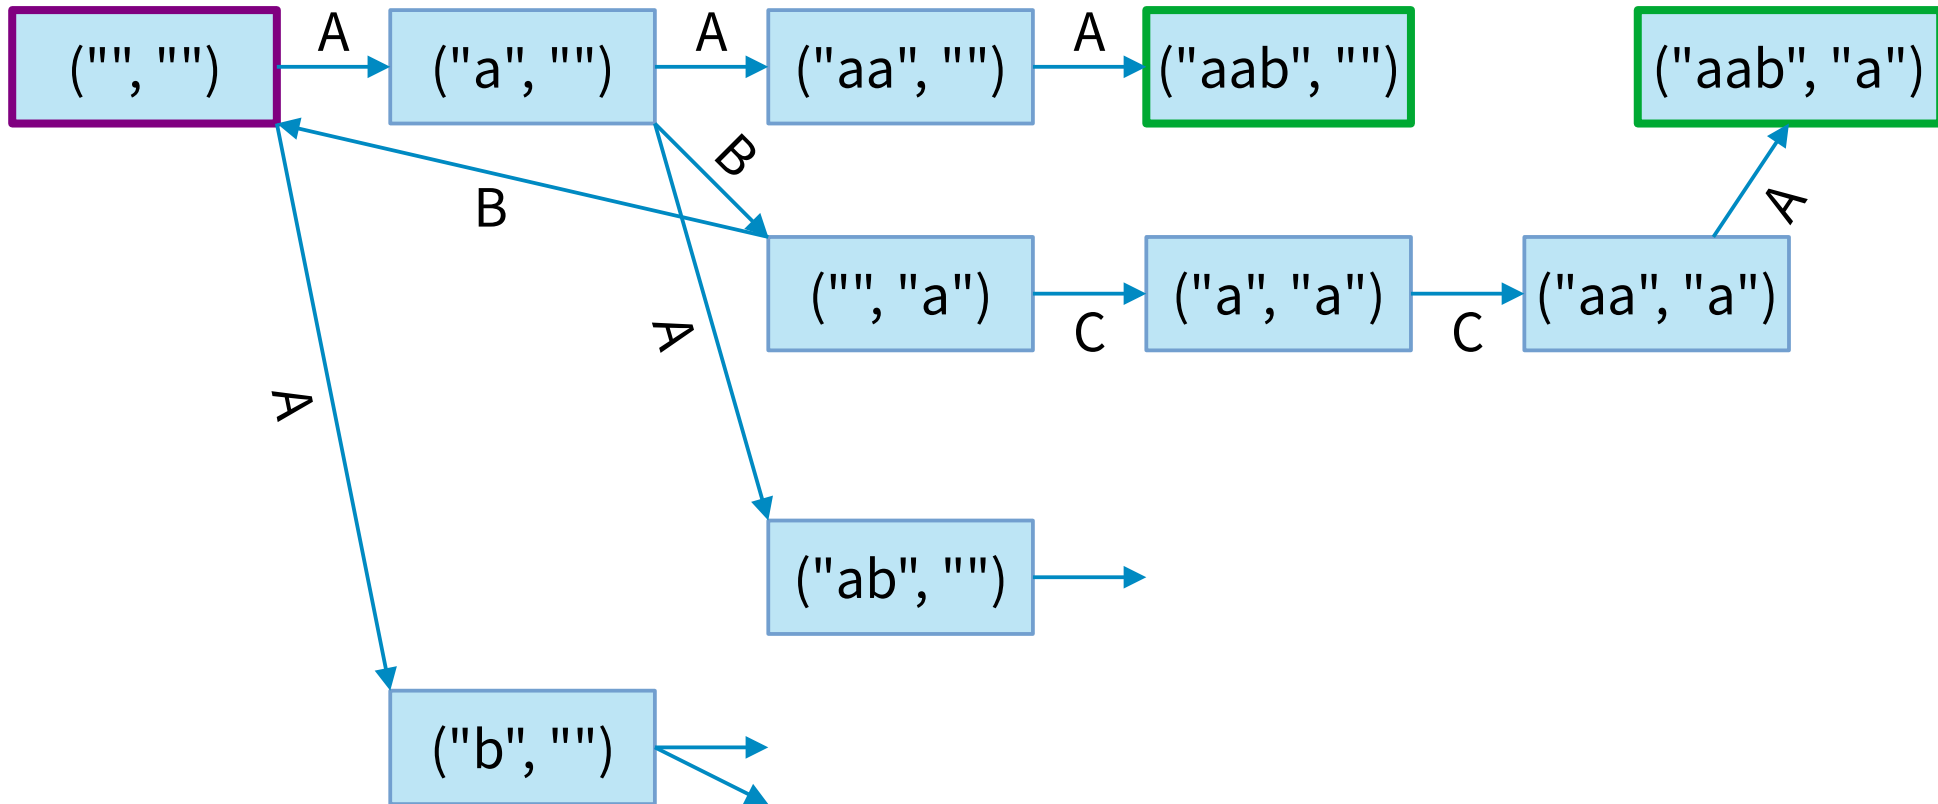 ("", "")
A
("a", "")
A
("aa", "")
A
("aab", "")
("aab", "a")
B
B
A
("", "a")
C
("a", "a")
C
("aa", "a")
A
A
("ab", "")
("b", "")